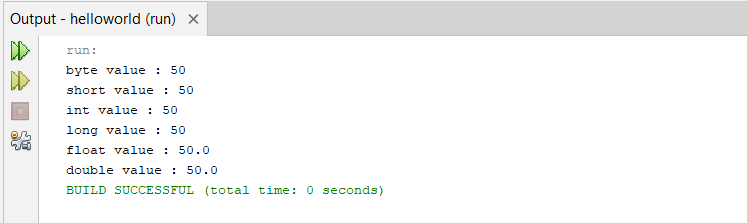 Output - helloworld (run)
run:
byte value : 50
short value : 50
int value : 50
long value : 50
float value : 50.0
double value : 50.0
BUILD SUCCESSFUL (total time: 0 seconds)